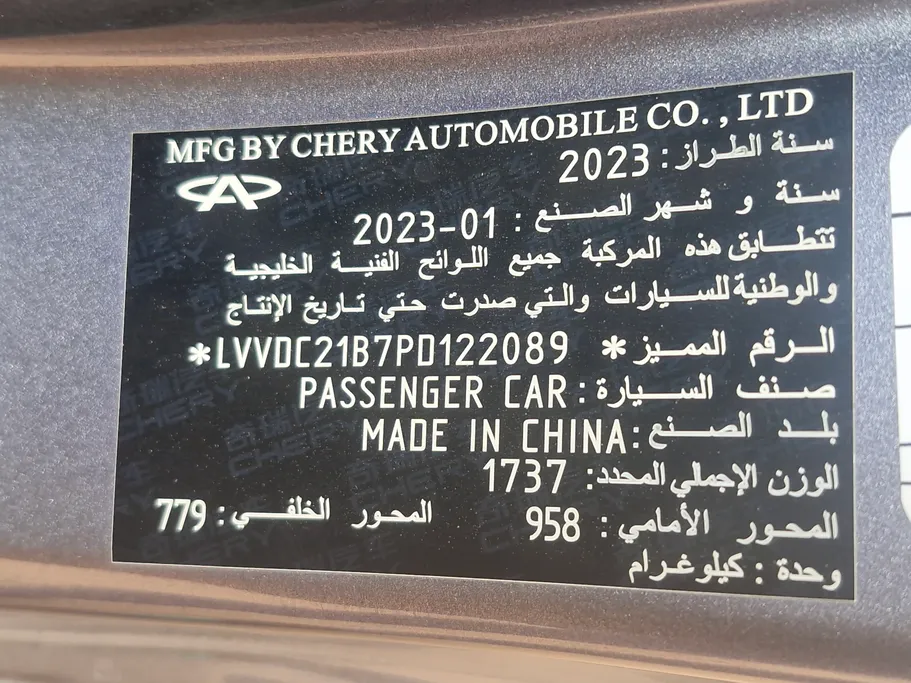 MFG BY CHERY AUTOMOBILE CO., LTD
سنة الطراز: 2023
سنة و شهر الصنع: 2023-01
تتطابق هذه المركبة جميع اللوائح الفنية الخليجية
والوطنية للسيارات والتي صدرت حتي تاريخ الإنتاج
الرقم المميز *LVVDC21B7PD122089*
صنف السيارة: PASSENGER CAR
بلد الصنع: MADE IN CHINA
الوزن الإجمالي المحدد: 1737
المحور الأمامي: 958 المحور الخلفي: 779
وحدة: كيلوغرام